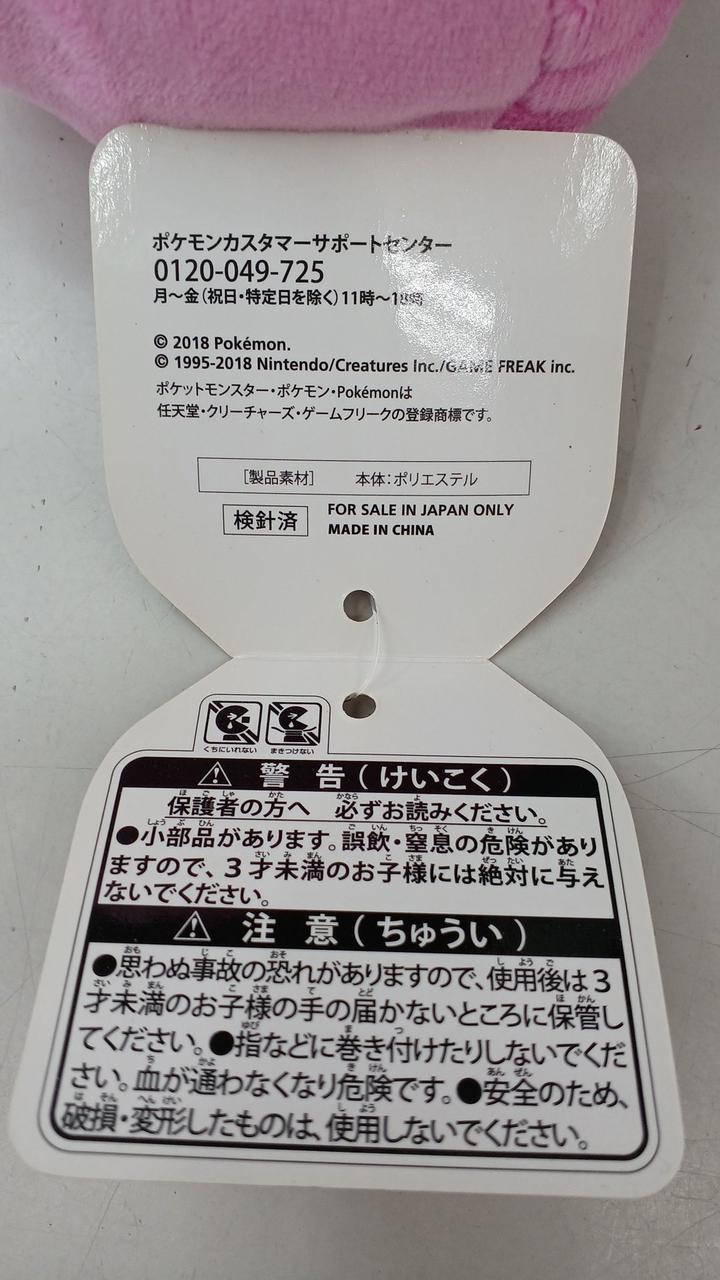 ポケモンカスタマーサポートセンター
0120-049-725
月〜金(祝日・特定日を除く)11時〜18時
© 2018 Pokémon.
© 1995-2018 Nintendo/Creatures Inc./GAME FREAK inc.
ポケットモンスター・ポケモン・Pokémonは
任天堂・クリーチャーズ・ゲームフリークの登録商標です。
[製品素材] 本体:ポリエステル
検針済 FOR SALE IN JAPAN ONLY
MADE IN CHINA
くちにいれない まきつけない
警告(けいこく)
保護者の方へ 必ずお読みください。
●小部品があります。誤飲・窒息の危険があり
ますので、3才未満のお子様には絶対に与え
ないでください。
注意(ちゅうい)
●思わぬ事故の恐れがありますので、使用後は3
才未満のお子様の手の届かないところに保管し
てください。●指などに巻き付けたりしないでくだ
さい。血が通わなくなり危険です。●安全のため、
破損・変形したものは、使用しないでください。